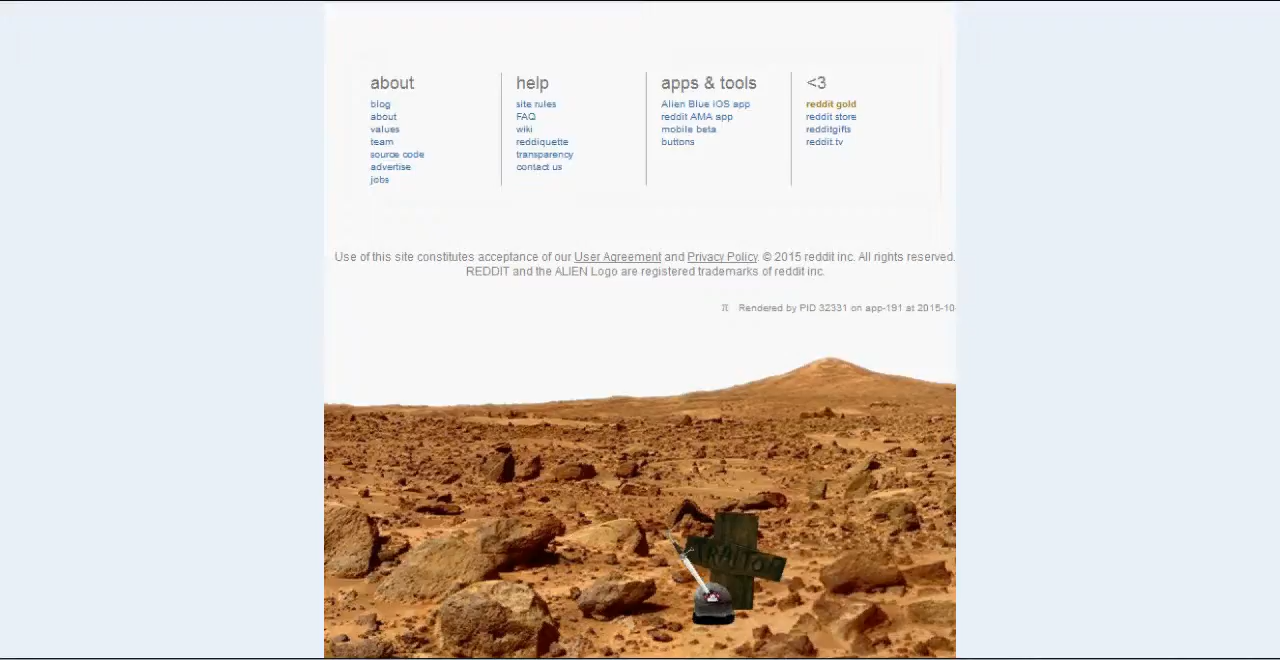 about
blog
about
values
team
source code
advertise
jobs
help
site rules
FAQ
wiki
reddiquette
transparency
contact us
apps & tools
Alien Blue iOS app
reddit AMA app
mobile beta
buttons
<3
reddit gold
reddit store
redditgifts
reddit.tv
Use of this site constitutes acceptance of our User Agreement and Privacy Policy. © 2015 reddit inc. All rights reserved.
REDDIT and the ALIEN Logo are registered trademarks of reddit inc.
π Rendered by PID 32331 on app-191 at 2015-10-
TRAITOR